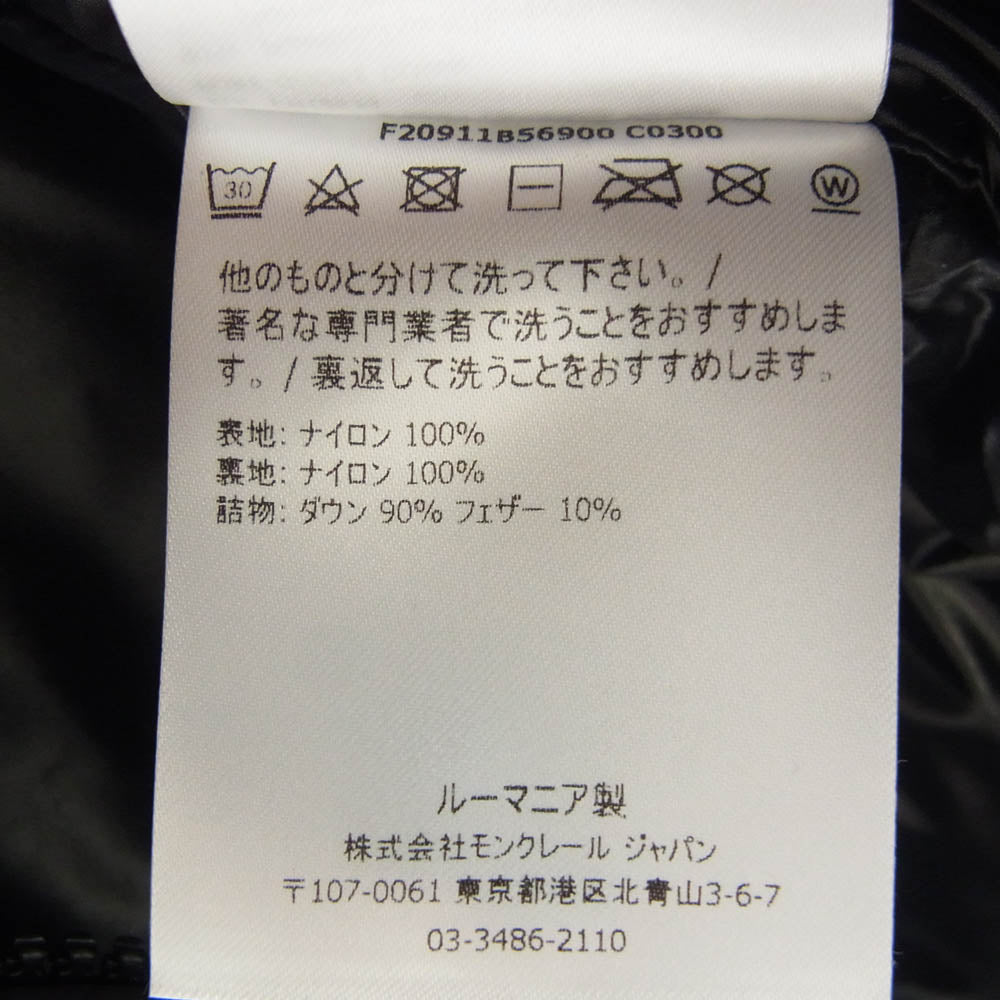 F20911B56900 C0300
30 W
他のものと分けて洗って下さい。/
著名な専門業者で洗うことをおすすめしま
す。/ 裏返して洗うことをおすすめします。
表地: ナイロン 100%
裏地: ナイロン 100%
詰物: ダウン 90% フェザー 10%
ルーマニア製
株式会社モンクレール ジャパン
〒107-0061 東京都港区北青山3-6-7
03-3486-2110